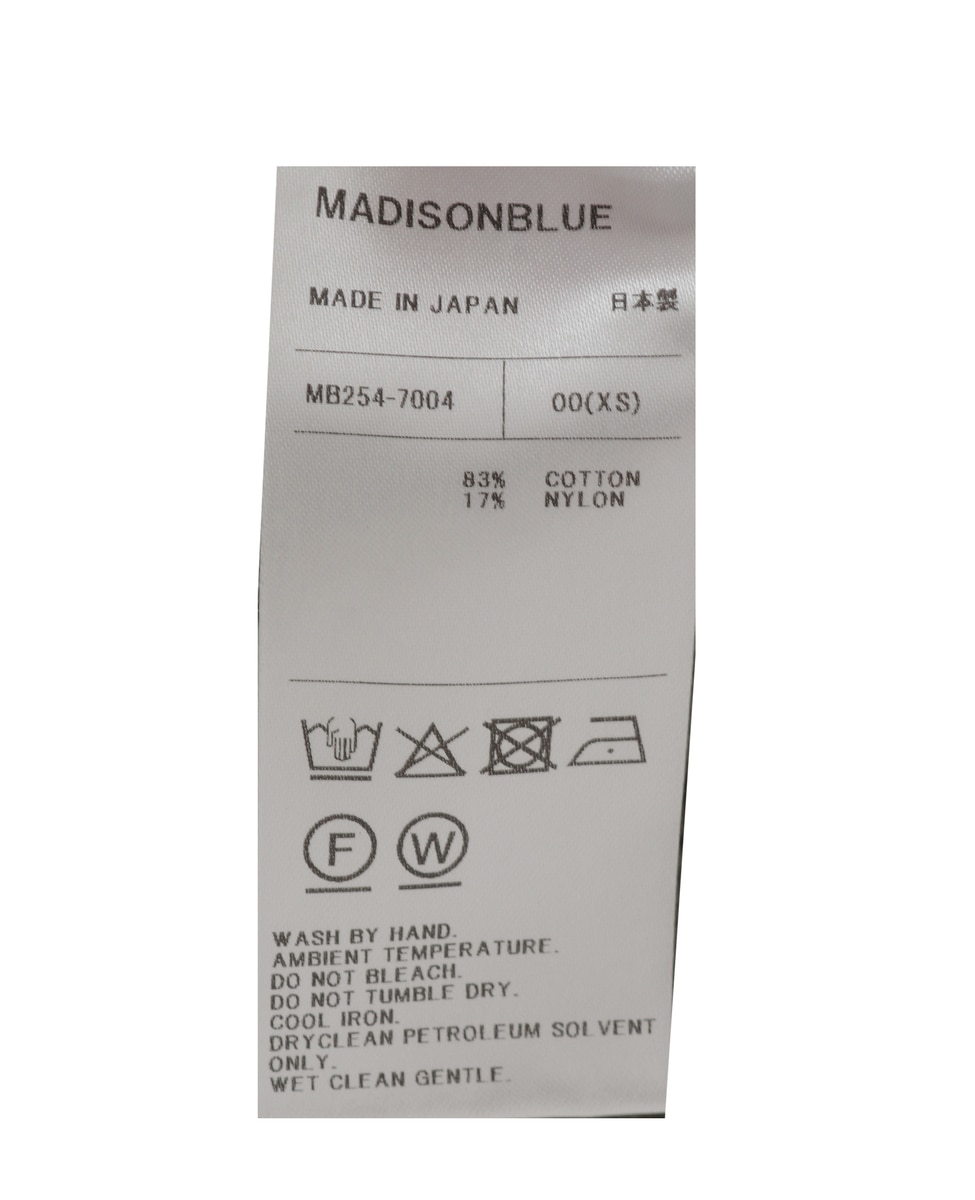 MADISONBLUE
MADE IN JAPAN 日本製
MB254-7004 00(XS)
83% COTTON
17% NYLON
F W
WASH BY HAND.
AMBIENT TEMPERATURE.
DO NOT BLEACH.
DO NOT TUMBLE DRY.
COOL IRON.
DRYCLEAN PETROLEUM SOLVENT
ONLY.
WET CLEAN GENTLE.